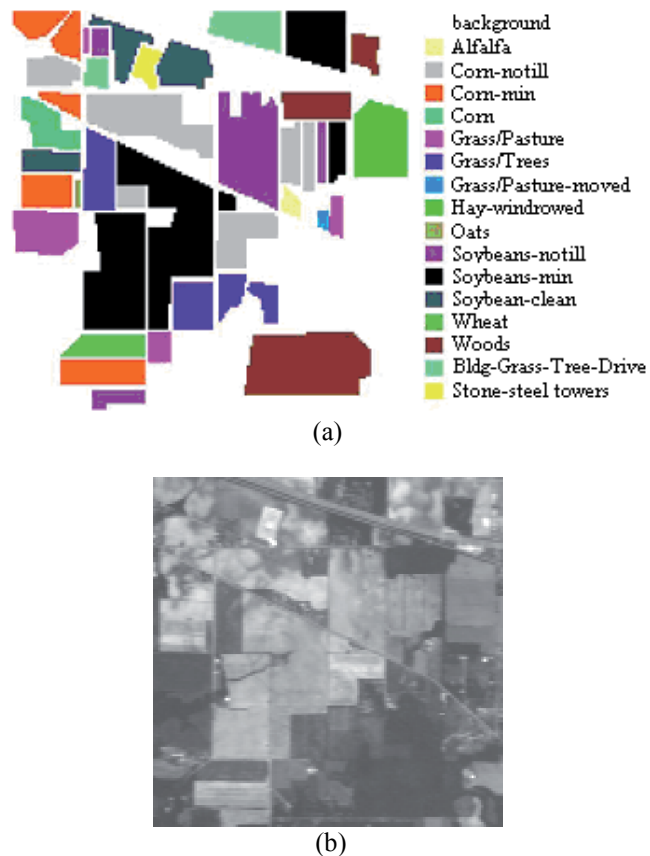 background
Alfalfa
Corn-notill
Corn-min
Corn
Grass/Pasture
Grass/Trees
Grass/Pasture-moved
Hay-windrowed
Oats
Soybeans-notill
Soybeans-min
Soybean-clean
Wheat
Woods
Bldg-Grass-Tree-Drive
Stone-steel towers
(a)
(b)